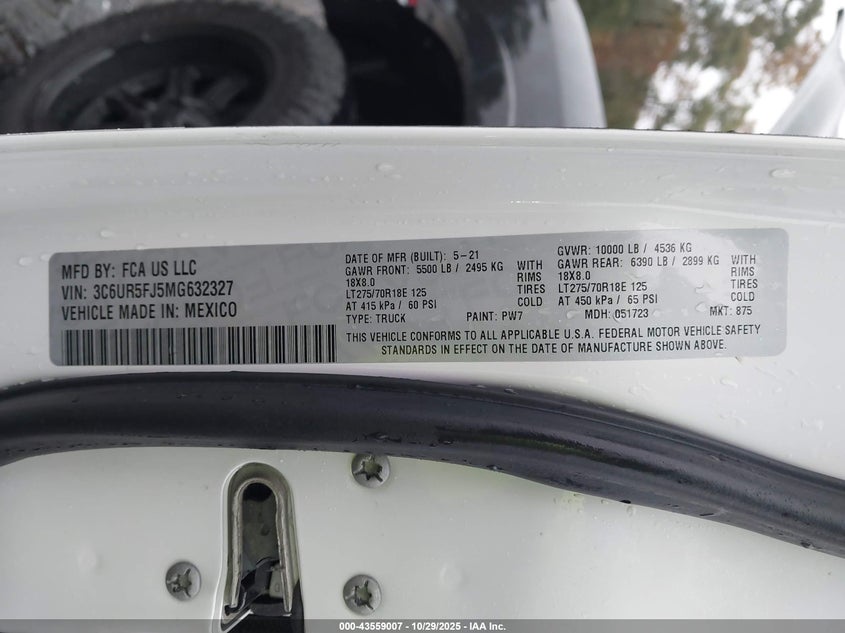 MFD BY: FCA US LLC
VIN: 3C6UR5FJ5MG632327
VEHICLE MADE IN: MEXICO
DATE OF MFR (BUILT): 5-21
GAWR FRONT: 5500 LB / 2495 KG WITH
18X8.0 RIMS
LT275/70R18E 125 TIRES
AT 415 kPa / 60 PSI COLD
TYPE: TRUCK PAINT: PW7
GVWR: 10000 LB / 4536 KG
GAWR REAR: 6390 LB / 2899 KG WITH
18X8.0 RIMS
LT275/70R18E 125 TIRES
AT 450 kPa / 65 PSI COLD
MDH: 051723 MKT: 875
THIS VEHICLE CONFORMS TO ALL APPLICABLE U.S.A. FEDERAL MOTOR VEHICLE SAFETY
STANDARDS IN EFFECT ON THE DATE OF MANUFACTURE SHOWN ABOVE.
000-43559007 - 10/29/2025 - IAA Inc.